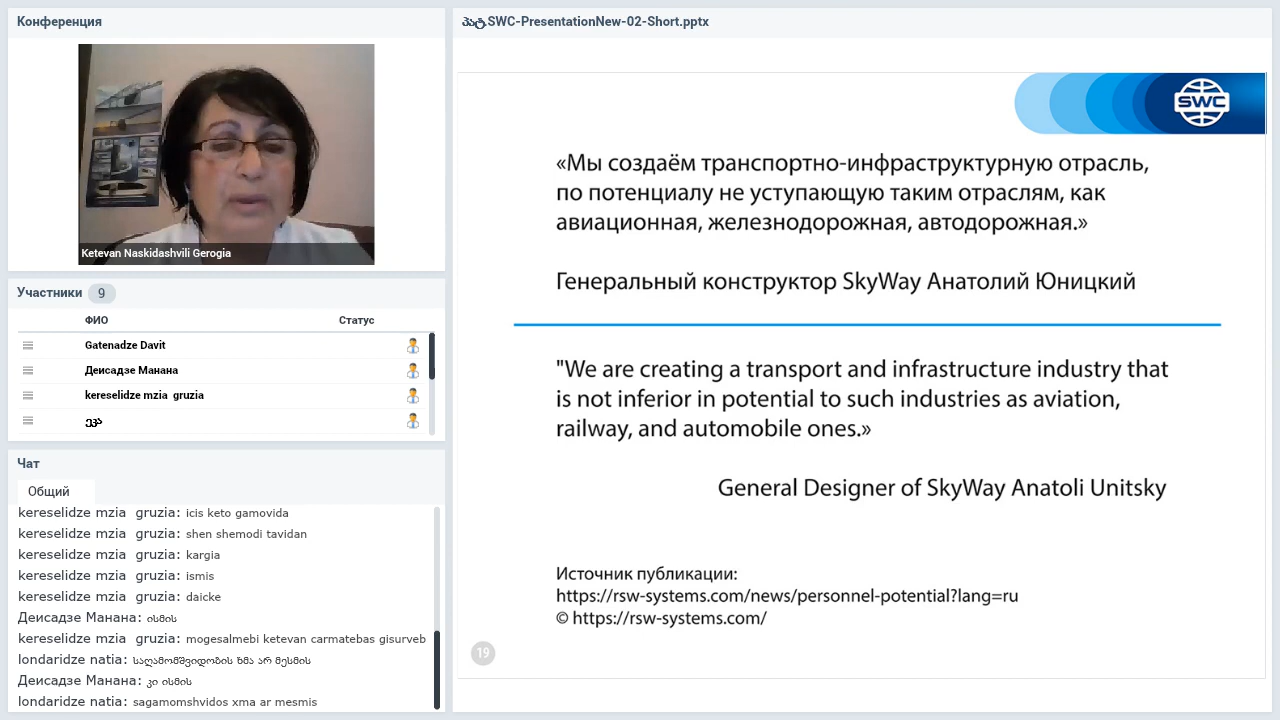 Конференция
Ketevan Naskidashvili Gerogia
Участники 9
ФИО Статус
Gatenadze Davit
Деисадзе Манана
kereselidze mzia gruzia
ევა
Чат
Общий
kereselidze mzia gruzia: icis keto gamovida
kereselidze mzia gruzia: shen shemodi tavidan
kereselidze mzia gruzia: kargia
kereselidze mzia gruzia: ismis
kereselidze mzia gruzia: daicke
Деисадзе Манана: ისმის
kereselidze mzia gruzia: mogesalmebi ketevan carmatebas gisurveb
londaridze natia: საღამომშვიდობის ხმა არ მესმის
Деисадзе Манана: კი ისმის
londaridze natia: sagamomshvidos xma ar mesmis
პატ.SWC-PresentationNew-02-Short.pptx
SWC
«Мы создаём транспортно-инфраструктурную отрасль,
по потенциалу не уступающую таким отраслям, как
авиационная, железнодорожная, автодорожная.»
Генеральный конструктор SkyWay Анатолий Юницкий
"We are creating a transport and infrastructure industry that
is not inferior in potential to such industries as aviation,
railway, and automobile ones.»
General Designer of SkyWay Anatoli Unitsky
Источник публикации:
https://rsw-systems.com/news/personnel-potential?lang=ru
© https://rsw-systems.com/
19